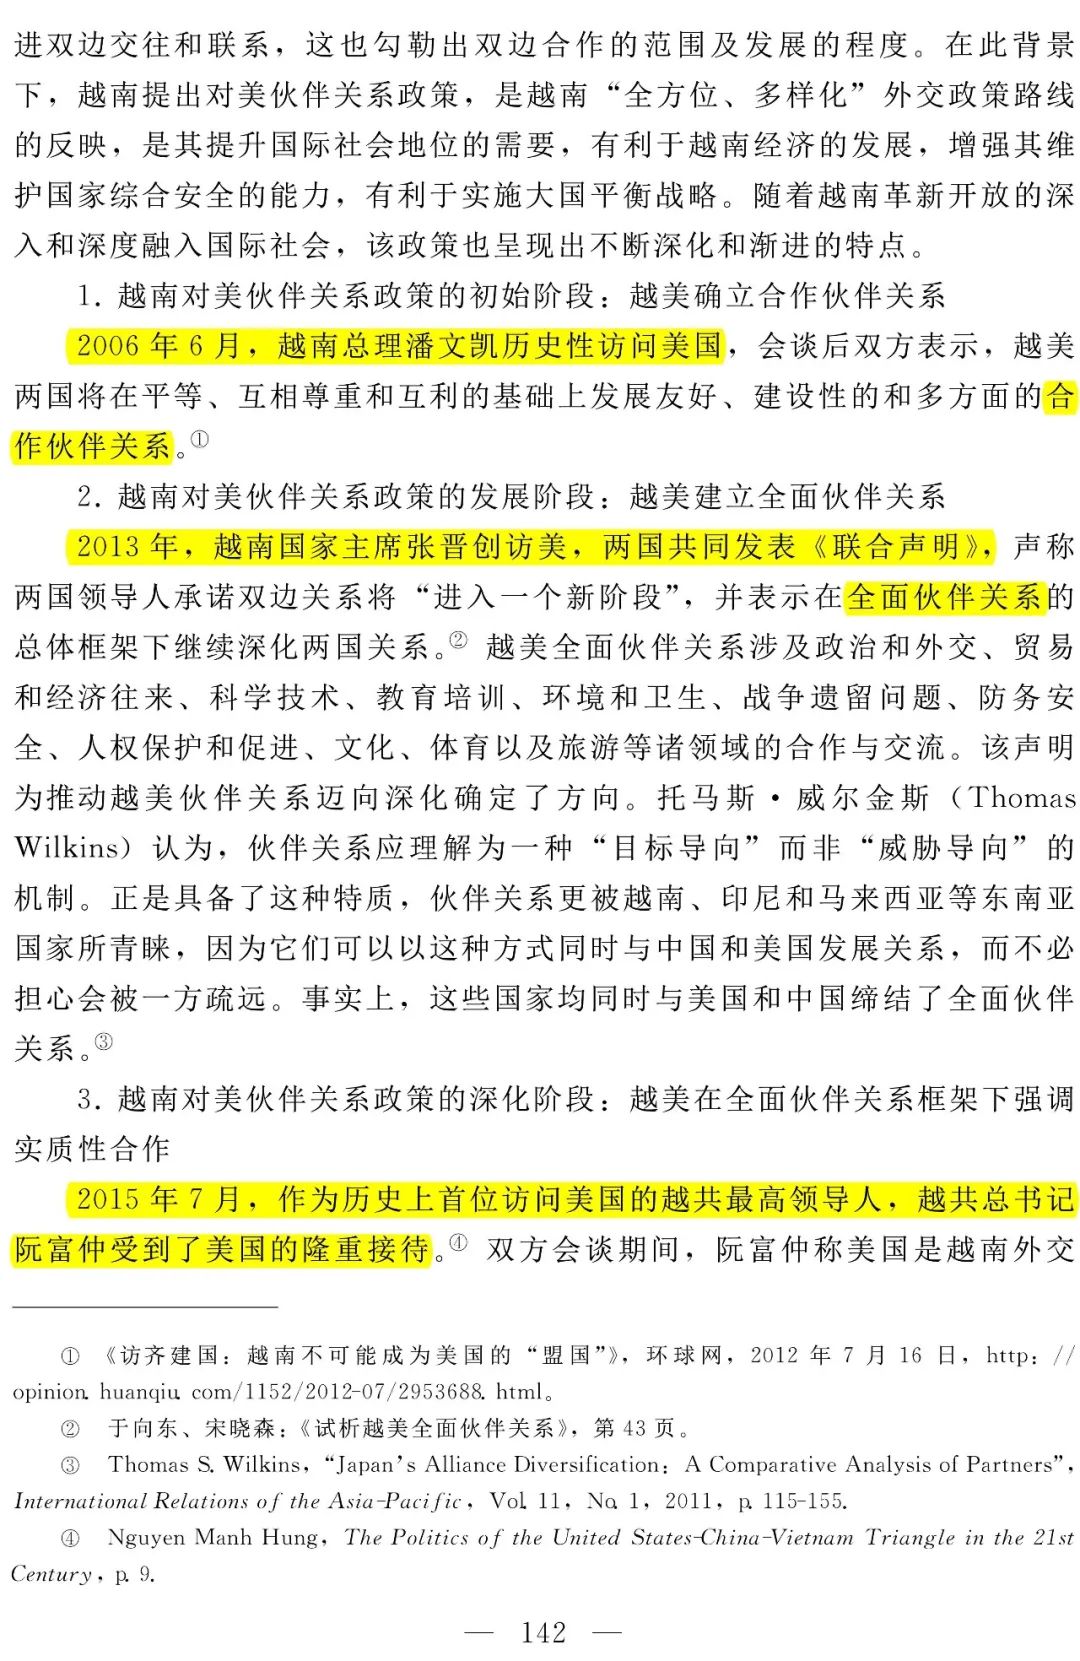 进双边交往和联系，这也勾勒出双边合作的范围及发展的程度。在此背景
下，越南提出对美伙伴关系政策，是越南“全方位、多样化”外交政策路线
的反映，是其提升国际社会地位的需要，有利于越南经济的发展，增强其维
护国家综合安全的能力，有利于实施大国平衡战略。随着越南革新开放的深
入和深度融入国际社会，该政策也呈现出不断深化和渐进的特点。
1. 越南对美伙伴关系政策的初始阶段：越美确立合作伙伴关系
2006 年 6 月，越南总理潘文凯历史性访问美国，会谈后双方表示，越美
两国将在平等、互相尊重和互利的基础上发展友好、建设性的和多方面的合
作伙伴关系。①
2. 越南对美伙伴关系政策的发展阶段：越美建立全面伙伴关系
2013 年，越南国家主席张晋创访美，两国共同发表《联合声明》，声称
两国领导人承诺双边关系将“进入一个新阶段”，并表示在全面伙伴关系的
总体框架下继续深化两国关系。② 越美全面伙伴关系涉及政治和外交、贸易
和经济往来、科学技术、教育培训、环境和卫生、战争遗留问题、防务安
全、人权保护和促进、文化、体育以及旅游等诸领域的合作与交流。该声明
为推动越美伙伴关系迈向深化确定了方向。托马斯·威尔金斯（Thomas
Wilkins）认为，伙伴关系应理解为一种“目标导向”而非“威胁导向”的
机制。正是具备了这种特质，伙伴关系更被越南、印尼和马来西亚等东南亚
国家所青睐，因为它们可以以这种方式同时与中国和美国发展关系，而不必
担心会被一方疏远。事实上，这些国家均同时与美国和中国缔结了全面伙伴
关系。③
3. 越南对美伙伴关系政策的深化阶段：越美在全面伙伴关系框架下强调
实质性合作
2015 年 7 月，作为历史上首位访问美国的越共最高领导人，越共总书记
阮富仲受到了美国的隆重接待。④ 双方会谈期间，阮富仲称美国是越南外交
① 《访齐建国：越南不可能成为美国的“盟国”》，环球网，2012 年 7 月 16 日，http：//
opinion. huanqiu. com/1152/2012-07/2953688. html。
② 于向东、宋晓森：《试析越美全面伙伴关系》，第 43 页。
③ Thomas S. Wilkins，“Japan’s Alliance Diversification：A Comparative Analysis of Partners”，
International Relations of the Asia-Pacific，Vol. 11，No. 1，2011，p. 115-155.
④ Nguyen Manh Hung，The Politics of the United States-China-Vietnam Triangle in the 21st
Century，p. 9.
— 142 —